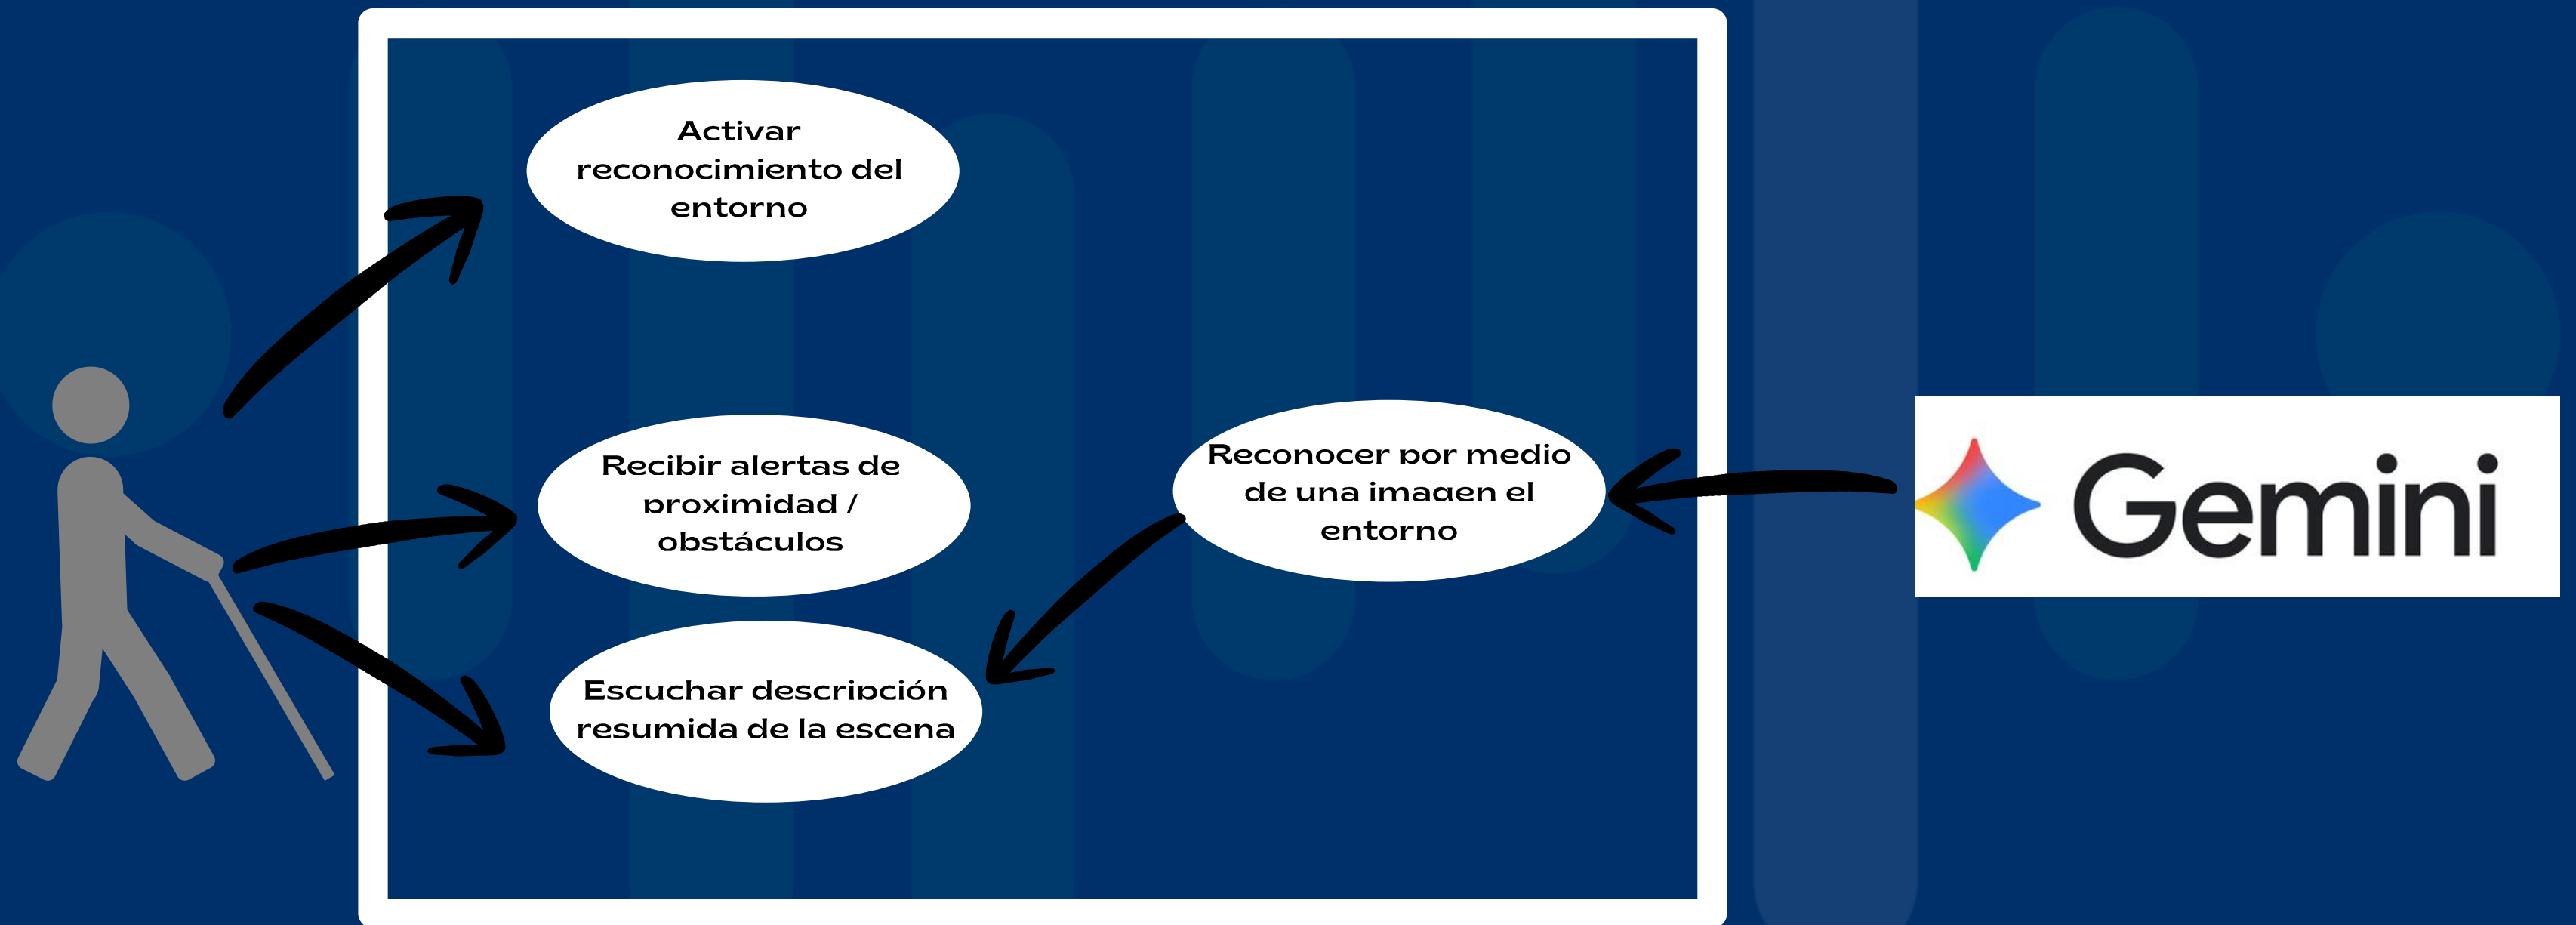 Activar
reconocimiento del
entorno
Recibir alertas de
proximidad /
obstáculos
Reconocer por medio
de una imagen el
entorno
Gemini
Escuchar descripción
resumida de la escena